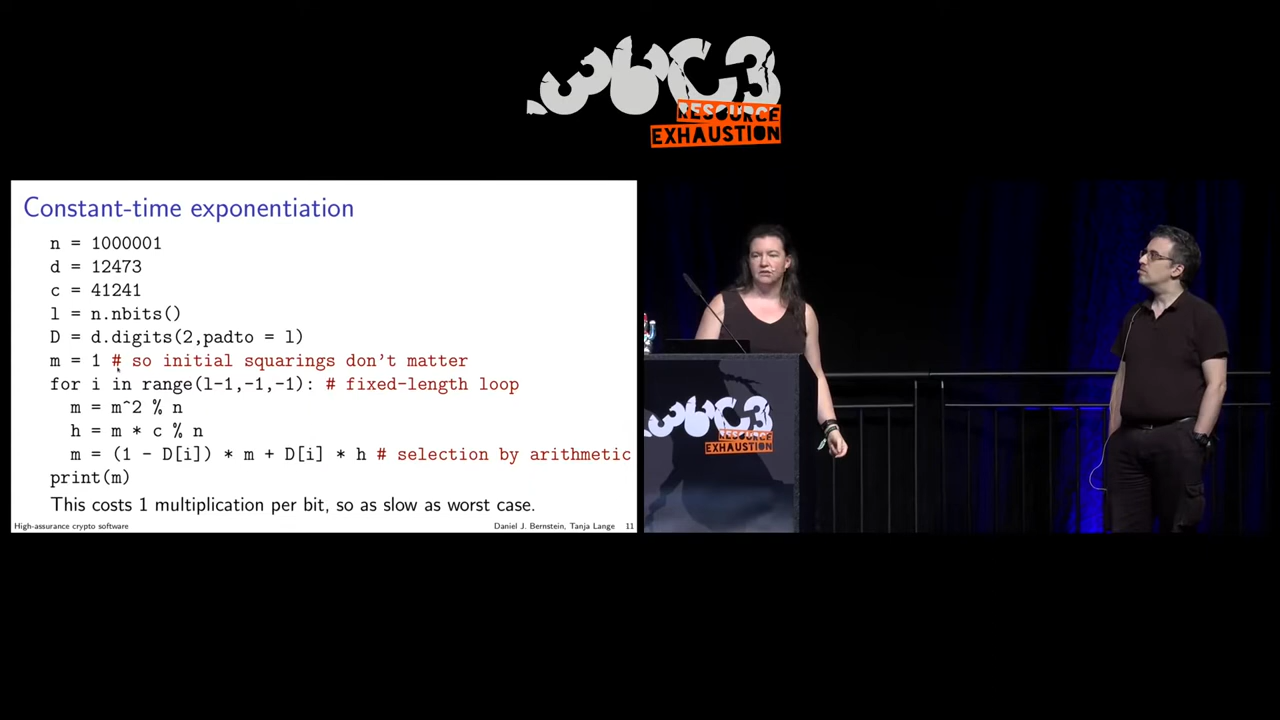 36C3
RESOURCE
EXHAUSTION
Constant-time exponentiation
n = 1000001
d = 12473
c = 41241
l = n.nbits()
D = d.digits(2,padto = l)
m = 1 # so initial squarings don't matter
for i in range(l-1,-1,-1): # fixed-length loop
m = m^2 % n
h = m * c % n
m = (1 - D[i]) * m + D[i] * h # selection by arithmetic
print(m)
This costs 1 multiplication per bit, so as slow as worst case.
High-assurance crypto software
Daniel J. Bernstein, Tanja Lange 11
36C3
RESOURCE
EXHAUSTION